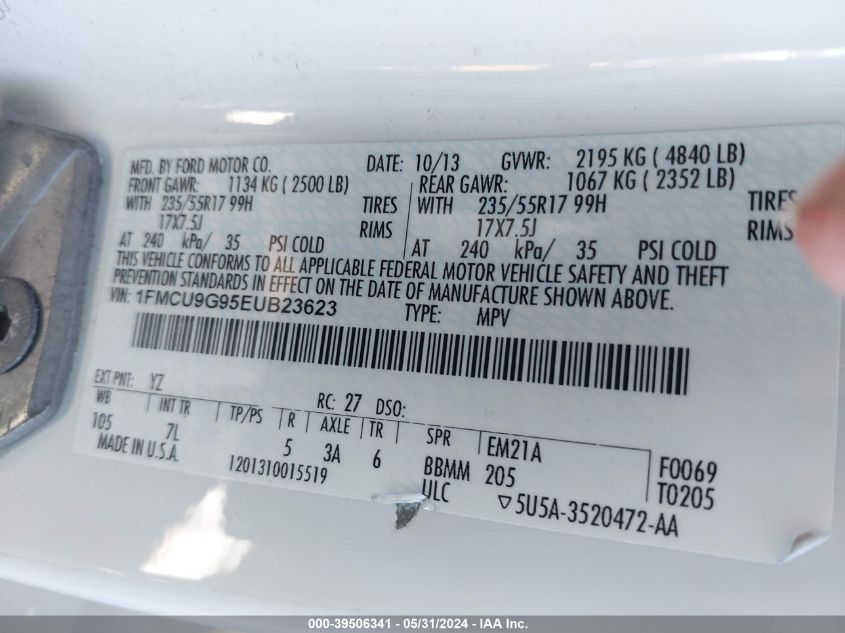 MFD. BY FORD MOTOR CO. DATE: 10/13 GVWR: 2195 KG ( 4840 LB)
FRONT GAWR: 1134 KG ( 2500 LB) REAR GAWR: 1067 KG ( 2352 LB)
WITH 235/55R17 99H TIRES WITH 235/55R17 99H TIRES
17X7.5J RIMS 17X7.5J RIMS
AT 240 kPa/ 35 PSI COLD AT 240 kPa/ 35 PSI COLD
THIS VEHICLE CONFORMS TO ALL APPLICABLE FEDERAL MOTOR VEHICLE SAFETY AND THEFT
PREVENTION STANDARDS IN EFFECT ON THE DATE OF MANUFACTURE SHOWN ABOVE.
VIN: 1FMCU9G95EUB23623 TYPE: MPV
EXT PNT: YZ RC: 27 DSO:
WB INT TR TP/PS R AXLE TR SPR EM21A F0069
105 7L 5 3A 6 BBMM 205 T0205
MADE IN U.S.A. 1201310015519 ULC ▽5U5A-3520472-AA
000-39506341 - 05/31/2024 - IAA Inc.